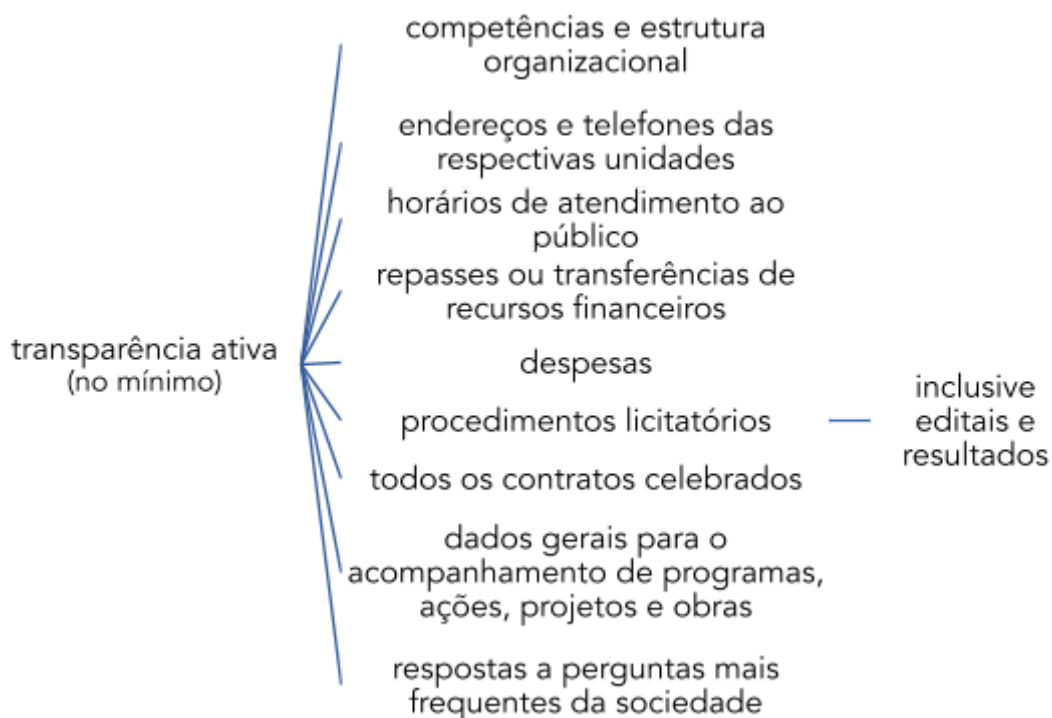 competências e estrutura
organizacional
endereços e telefones das
respectivas unidades
horários de atendimento ao
público
repasses ou transferências de
recursos financeiros
transparência ativa
(no mínimo)
despesas
procedimentos licitatórios
inclusive
editais e
resultados
todos os contratos celebrados
dados gerais para o
acompanhamento de programas,
ações, projetos e obras
respostas a perguntas mais
frequentes da sociedade